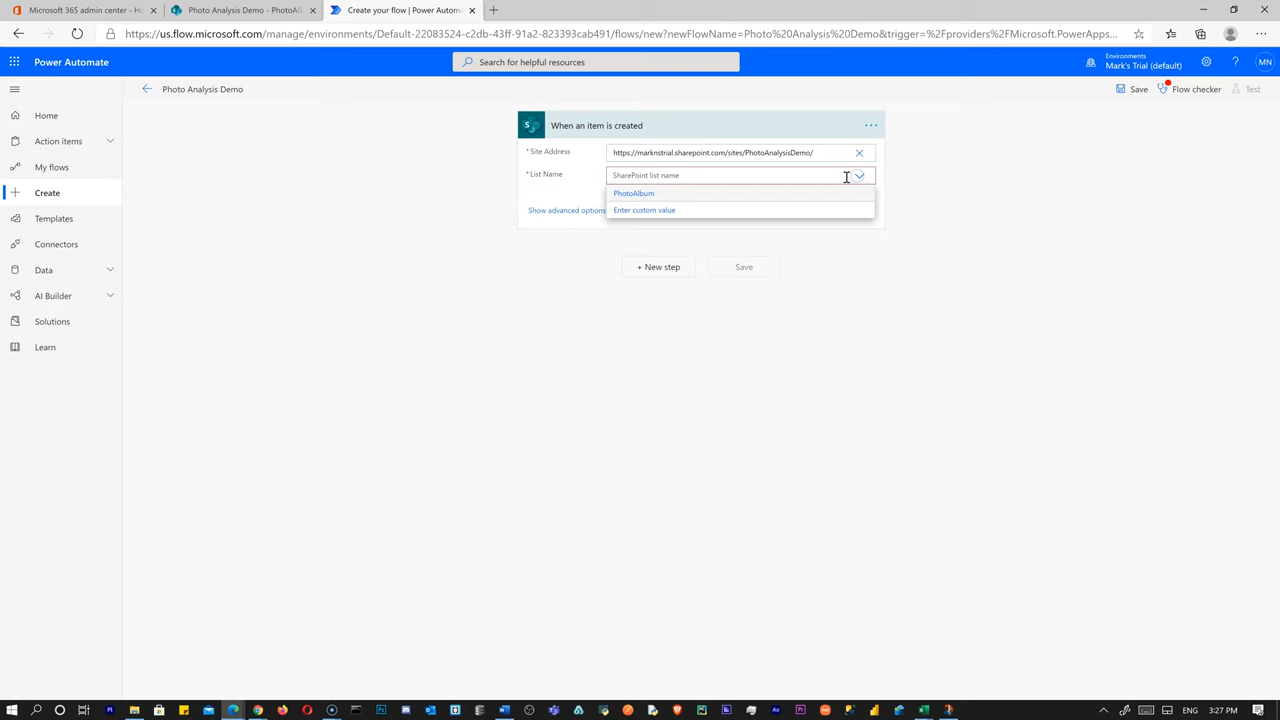 Microsoft 365 admin center - Ho
Photo Analysis Demo - PhotoAlb
Create your flow | Power Automate
https://us.flow.microsoft.com/manage/environments/Default-22083524-c2db-43ff-91a2-823393cab491/flows/new?newFlowName=Photo%20Analysis%20Demo&trigger=%2Fproviders%2FMicrosoft.PowerApps...
Power Automate
Search for helpful resources
Environments
Mark's Trial (default)
MN
Photo Analysis Demo
Save
Flow checker
Test
Home
Action items
My flows
Create
Templates
Connectors
Data
AI Builder
Solutions
Learn
When an item is created
* Site Address
https://marknstrial.sharepoint.com/sites/PhotoAnalysisDemo/
* List Name
SharePoint list name
PhotoAlbum
Enter custom value
Show advanced options
+ New step
Save
ENG
3:27 PM